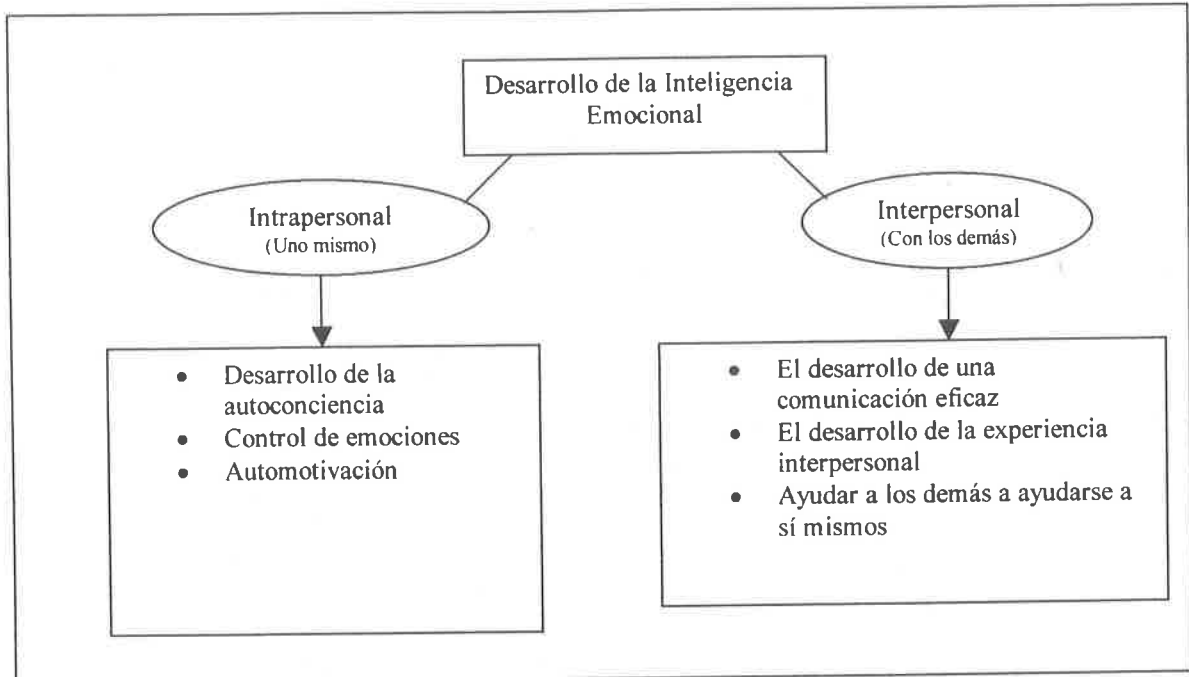 Desarrollo de la Inteligencia
Emocional
Intrapersonal
(Uno mismo)
Interpersonal
(Con los demás)
• Desarrollo de la
autoconciencia
• Control de emociones
• Automotivación
• El desarrollo de una
comunicación eficaz
• El desarrollo de la experiencia
interpersonal
• Ayudar a los demás a ayudarse a
sí mismos